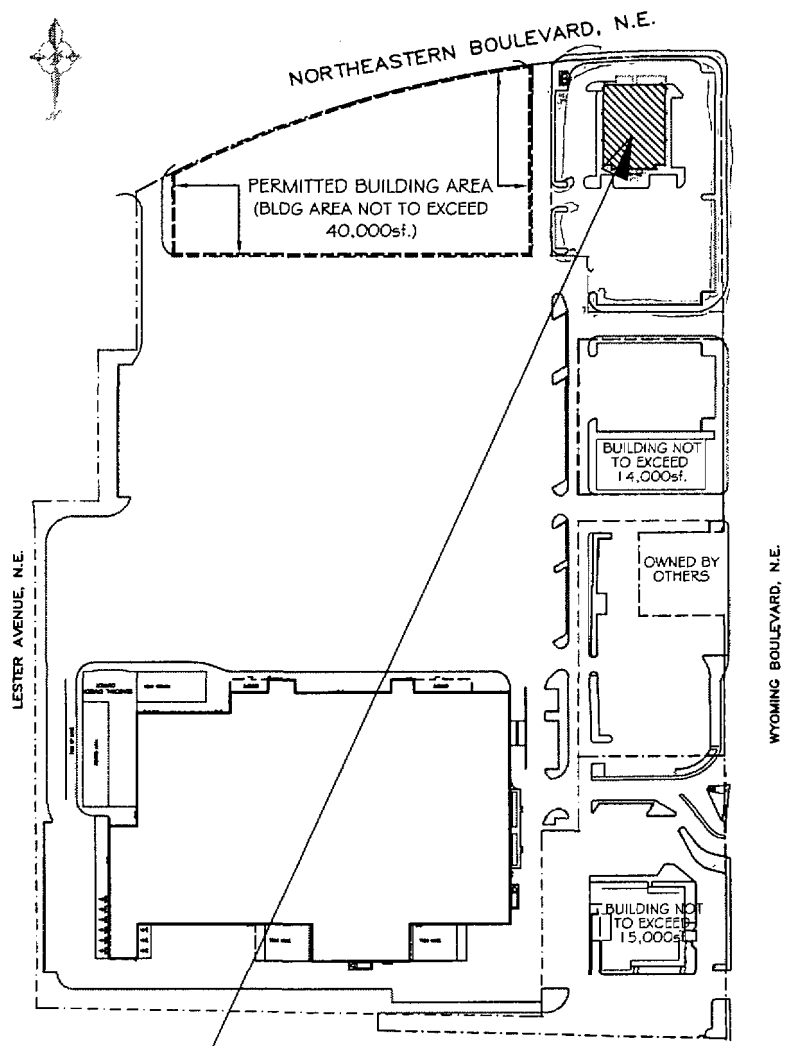 NORTHEASTERN BOULEVARD, N.E.
PERMITTED BUILDING AREA
(BLDG AREA NOT TO EXCEED
40,000sf.)
BUILDING NOT
TO EXCEED
14,000sf.
OWNED BY
OTHERS
LESTER AVENUE, N.E.
WYOMING BOULEVARD, N.E.
BUILDING NOT
TO EXCEED
15,000sf.